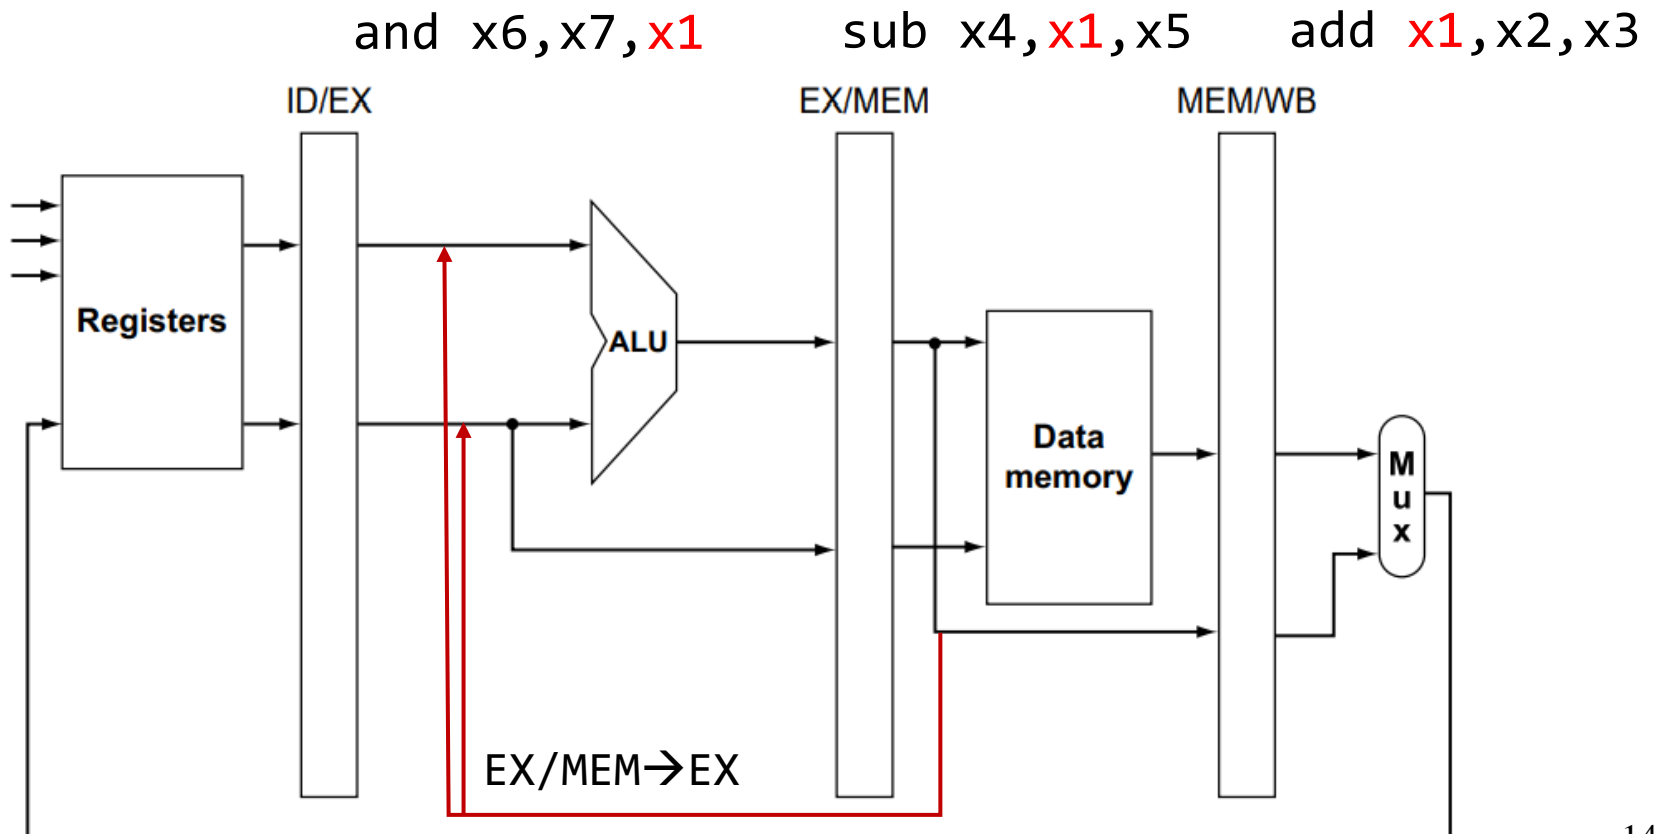 and x6,x7,x1 sub x4,x1,x5 add x1,x2,x3
ID/EX EX/MEM MEM/WB
Registers
ALU
Data
memory
M
u
x
EX/MEM→EX
14